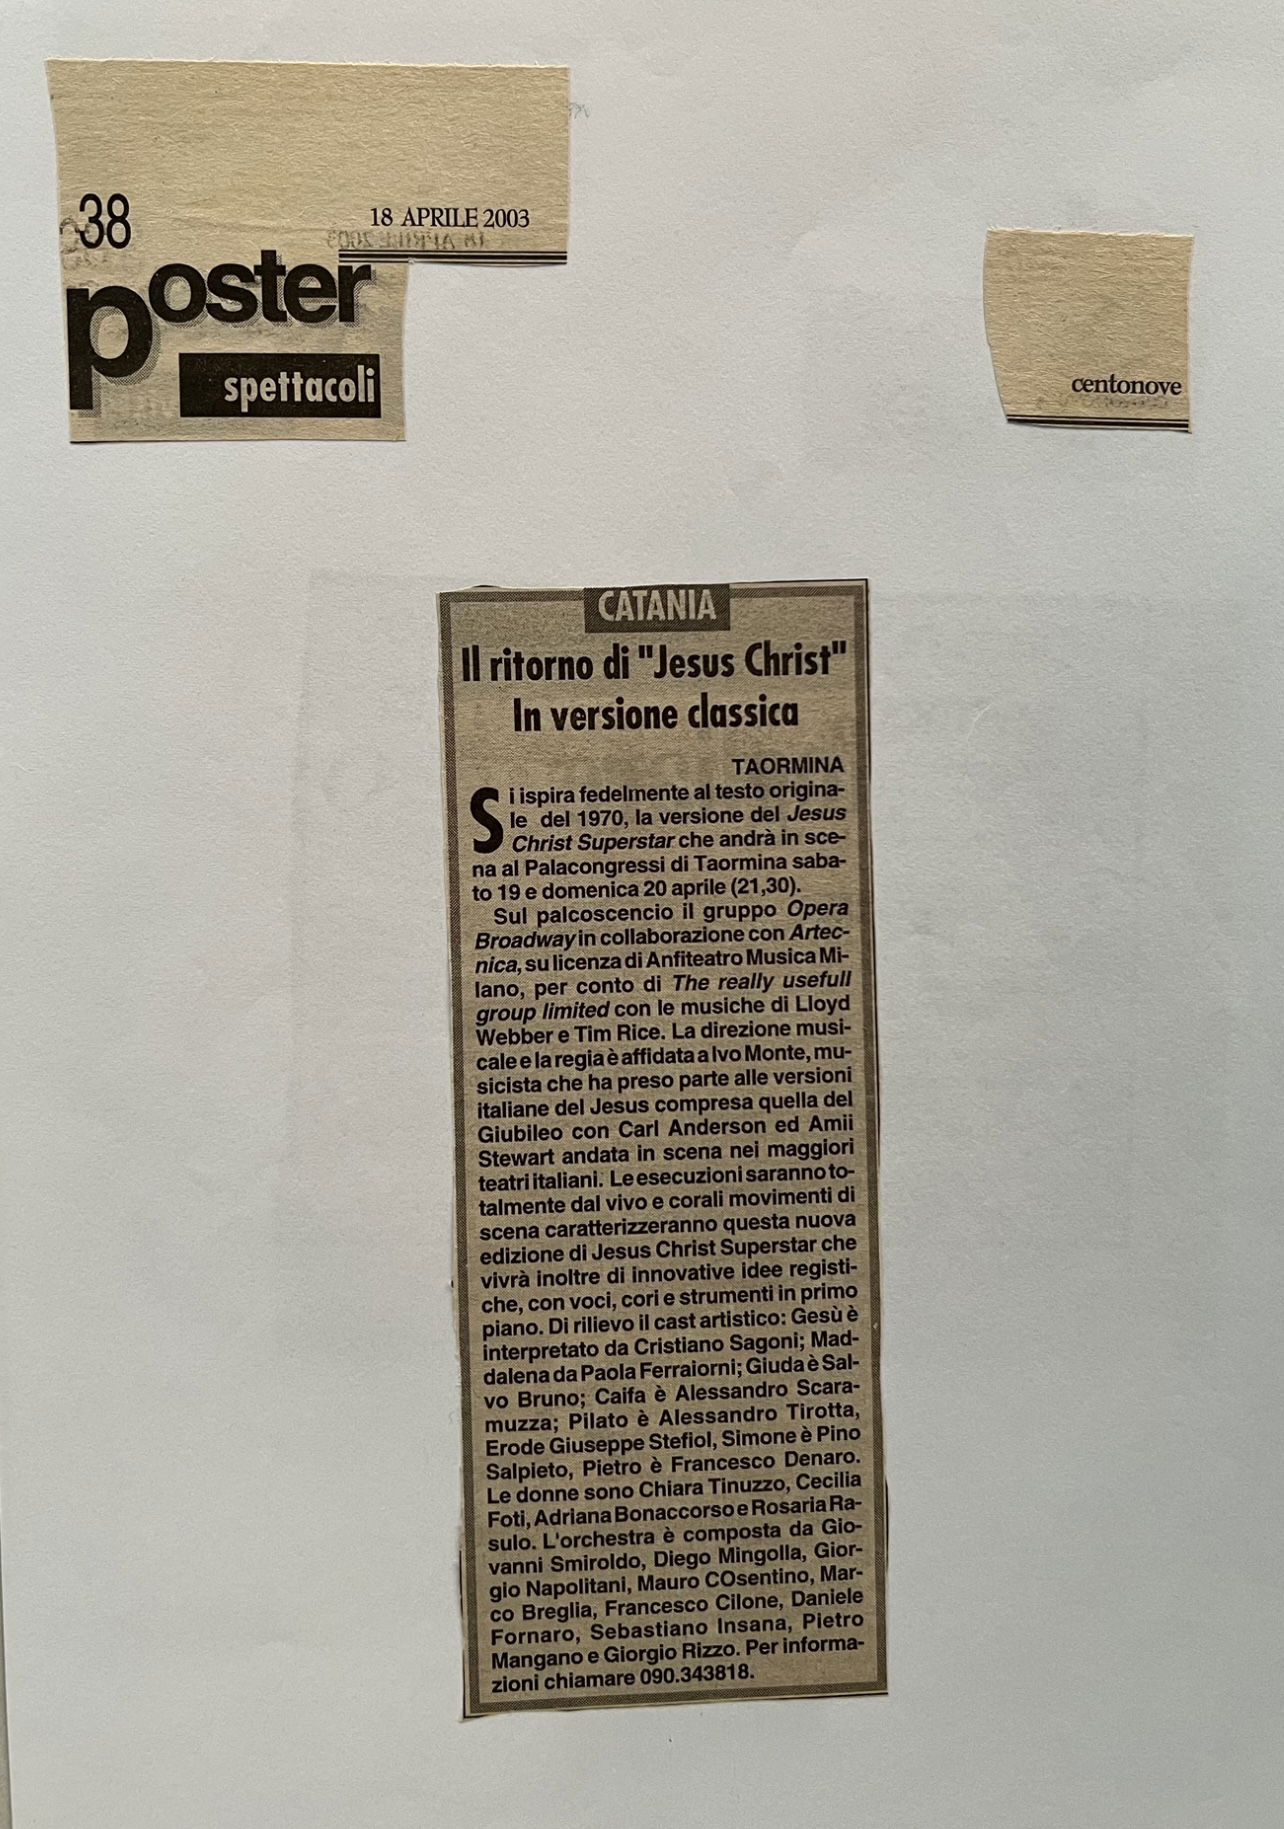 38
18 APRILE 2003
poster
spettacoli
centonove
CATANIA
Il ritorno di "Jesus Christ"
In versione classica
TAORMINA
Si ispira fedelmente al testo origina-
le del 1970, la versione del Jesus
Christ Superstar che andrà in sce-
na al Palacongressi di Taormina saba-
to 19 e domenica 20 aprile (21,30).
Sul palcoscencio il gruppo Opera
Broadway in collaborazione con Artec-
nica, su licenza di Anfiteatro Musica Mi-
lano, per conto di The really usefull
group limited con le musiche di Lloyd
Webber e Tim Rice. La direzione musi-
cale e la regia è affidata a Ivo Monte, mu-
sicista che ha preso parte alle versioni
italiane del Jesus compresa quella del
Giubileo con Carl Anderson ed Amii
Stewart andata in scena nei maggiori
teatri italiani. Le esecuzioni saranno to-
talmente dal vivo e corali movimenti di
scena caratterizzeranno questa nuova
edizione di Jesus Christ Superstar che
vivrà inoltre di innovative idee registi-
che, con voci, cori e strumenti in primo
piano. Di rilievo il cast artistico: Gesù è
interpretato da Cristiano Sagoni; Mad-
dalena da Paola Ferraiorni; Giuda è Sal-
vo Bruno; Caifa è Alessandro Scara-
muzza; Pilato è Alessandro Tirotta,
Erode Giuseppe Stefiol, Simone è Pino
Salpieto, Pietro è Francesco Denaro.
Le donne sono Chiara Tinuzzo, Cecilia
Foti, Adriana Bonaccorso e Rosaria Ra-
sulo. L'orchestra è composta da Gio-
vanni Smiroldo, Diego Mingolla, Gior-
gio Napolitani, Mauro COsentino, Mar-
co Breglia, Francesco Cilone, Daniele
Fornaro, Sebastiano Insana, Pietro
Mangano e Giorgio Rizzo. Per informa-
zioni chiamare 090.343818.